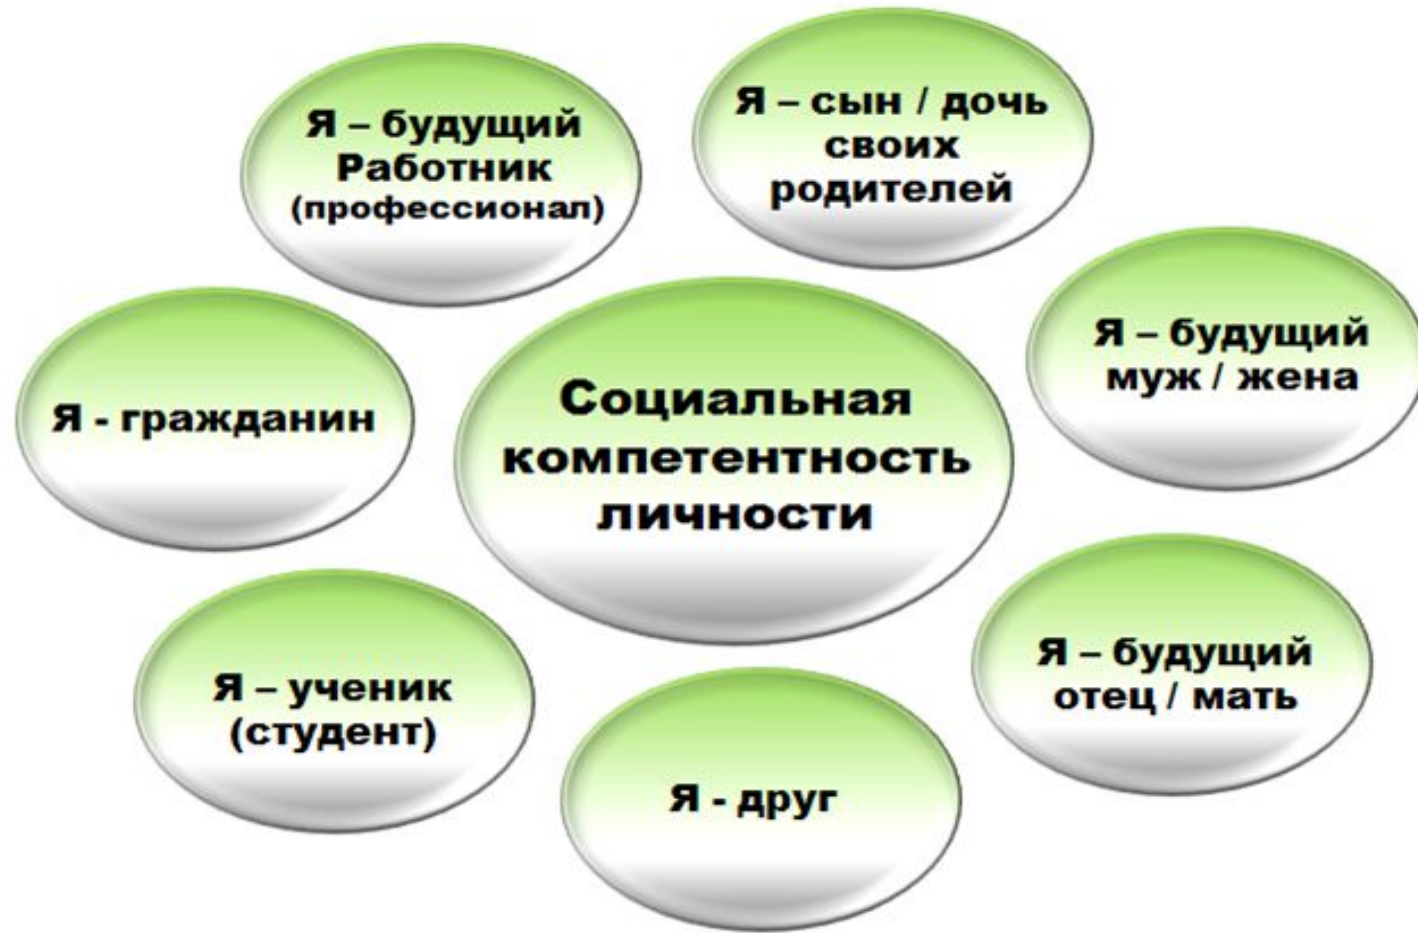 Я – будущий
Работник
(профессионал)
Я – сын / дочь
своих
родителей
Я – будущий
муж / жена
Я - гражданин
Социальная
компетентность
личности
Я – будущий
отец / мать
Я – ученик
(студент)
Я - друг